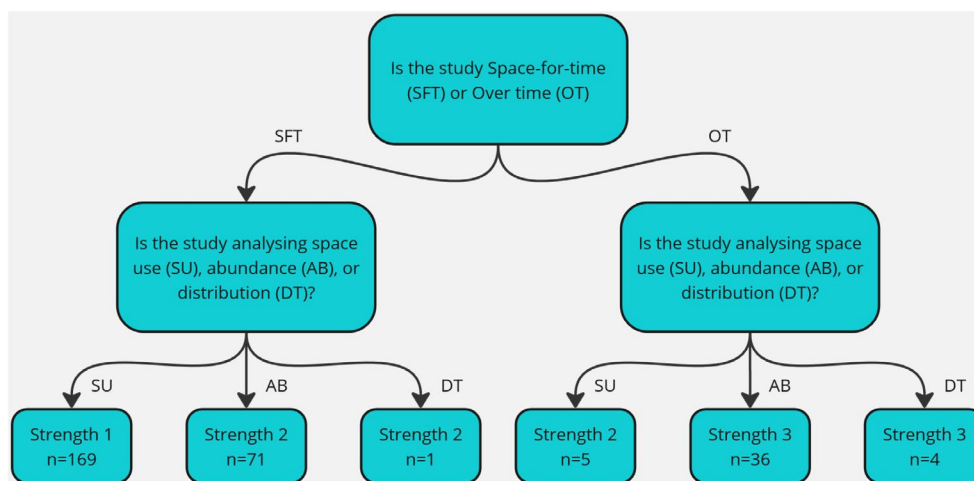 Is the study Space-for-time
(SFT) or Over time (OT)
SFT
OT
Is the study analysing space
use (SU), abundance (AB), or
distribution (DT)?
Is the study analysing space
use (SU), abundance (AB), or
distribution (DT)?
SU
AB
DT
SU
AB
DT
Strength 1
n=169
Strength 2
n=71
Strength 2
n=1
Strength 2
n=5
Strength 3
n=36
Strength 3
n=4